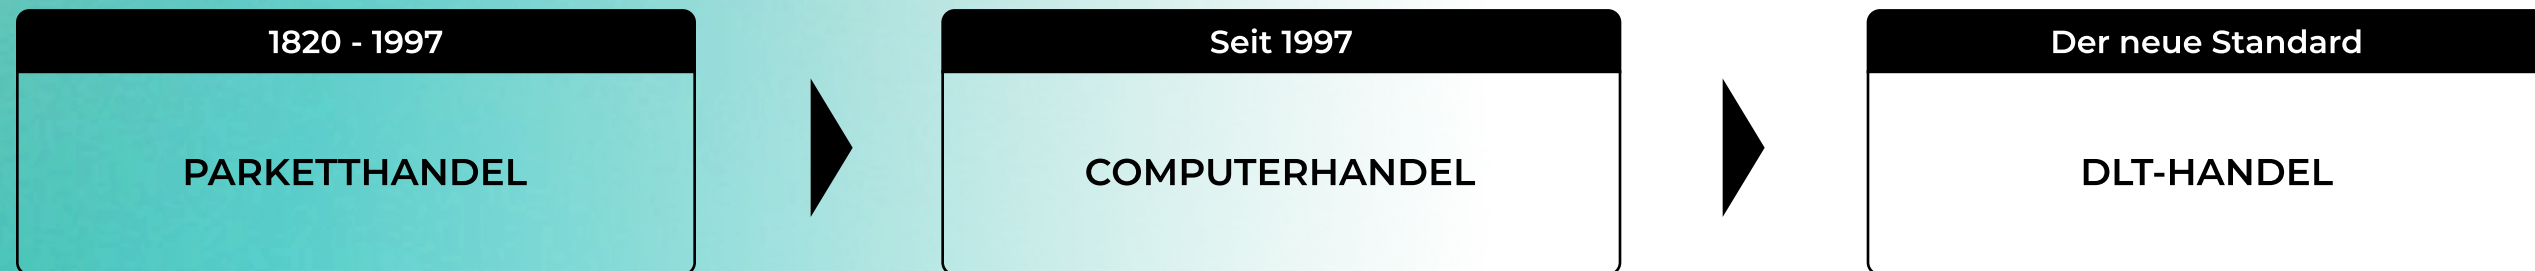 1820 - 1997
PARKETTHANDEL
Seit 1997
COMPUTERHANDEL
Der neue Standard
DLT-HANDEL